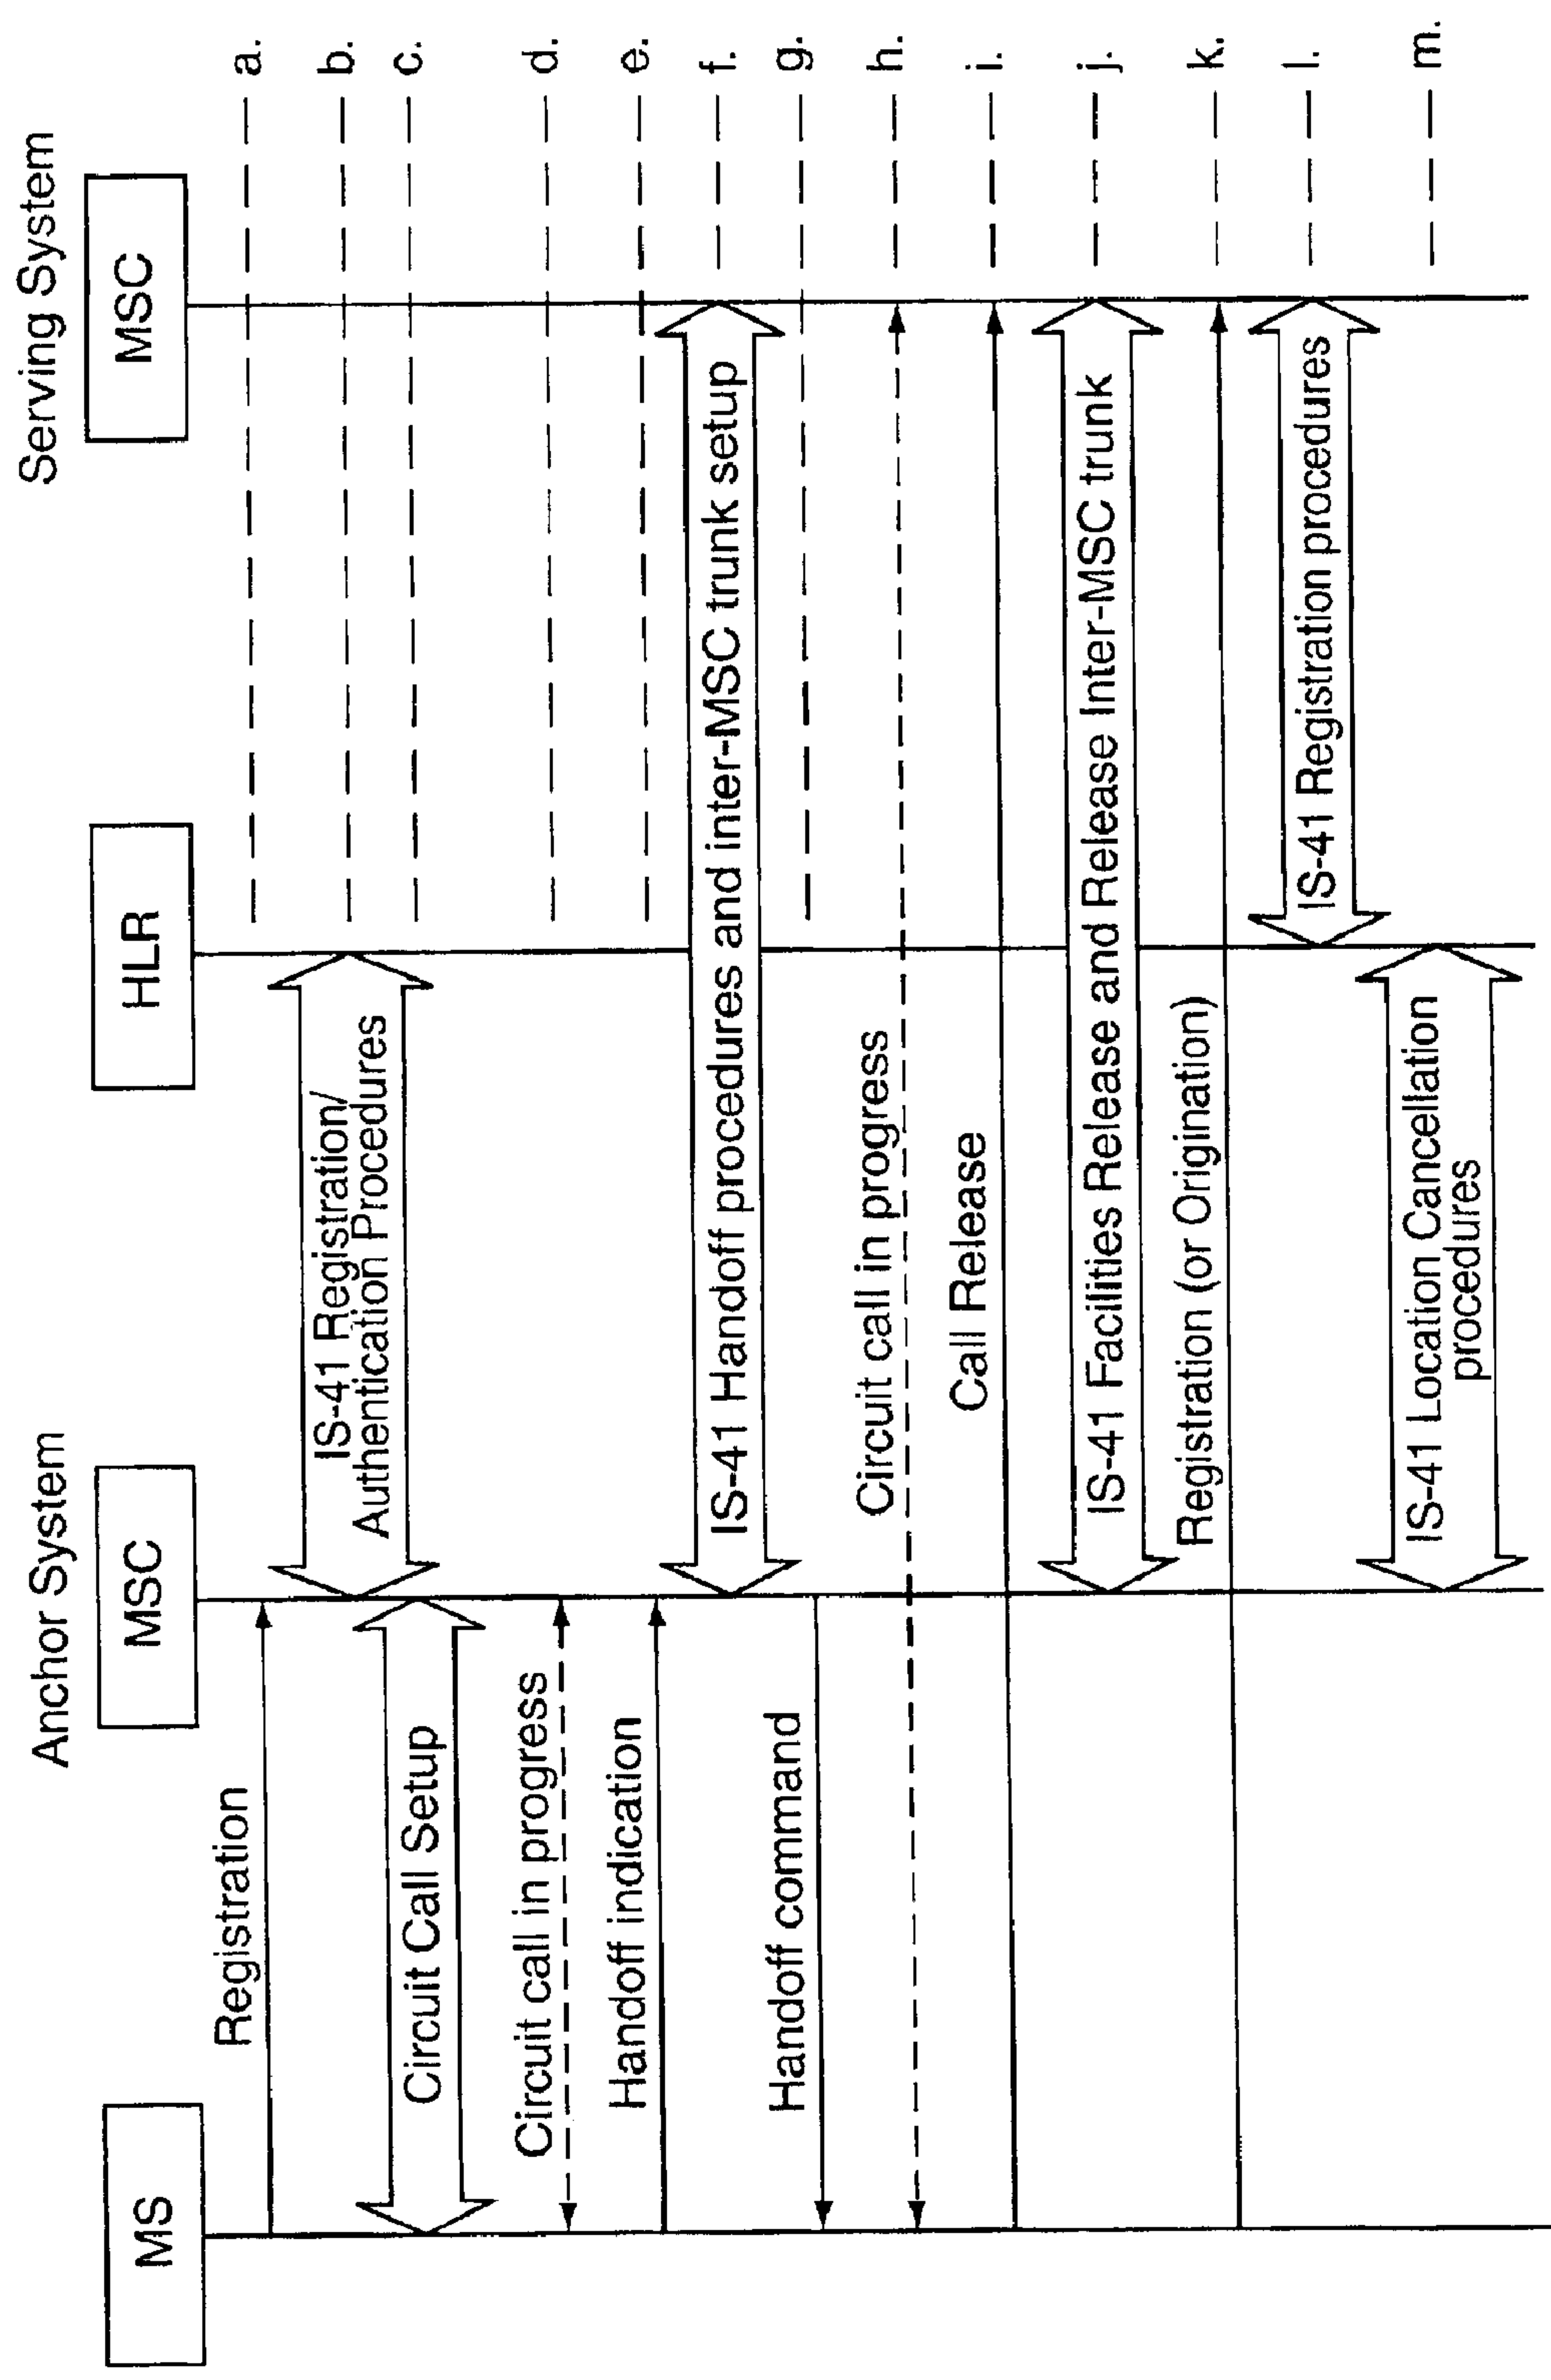 Anchor System
Serving System
MS
MSC
HLR
MSC
Registration
a.
IS-41 Registration/
Authentication Procedures
b.
Circuit Call Setup
c.
Circuit call in progress
d.
Handoff indication
e.
IS-41 Handoff procedures and inter-MSC trunk setup
f.
Handoff command
g.
Circuit call in progress
h.
Call Release
i.
IS-41 Facilities Release and Release Inter-MSC trunk
j.
Registration (or Origination)
k.
IS-41 Registration procedures
l.
IS-41 Location Cancellation
procedures
m.